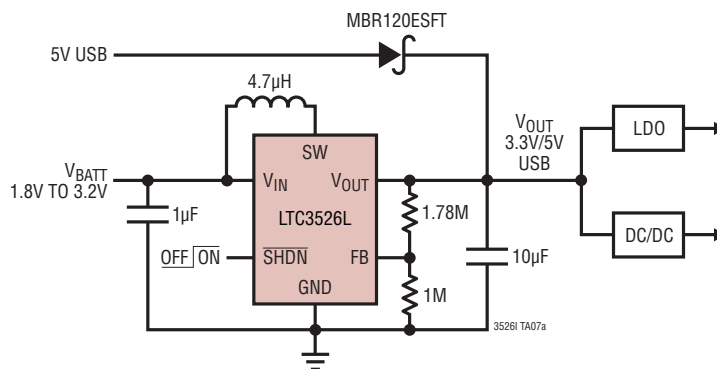 MBR120ESFT
5V USB
4.7µH
VOUT
3.3V/5V
USB
LDO
SW
VBATT
1.8V TO 3.2V
VIN
VOUT
1µF
LTC3526L
1.78M
DC/DC
OFF ON
SHDN
FB
10µF
GND
1M
3526l TA07a